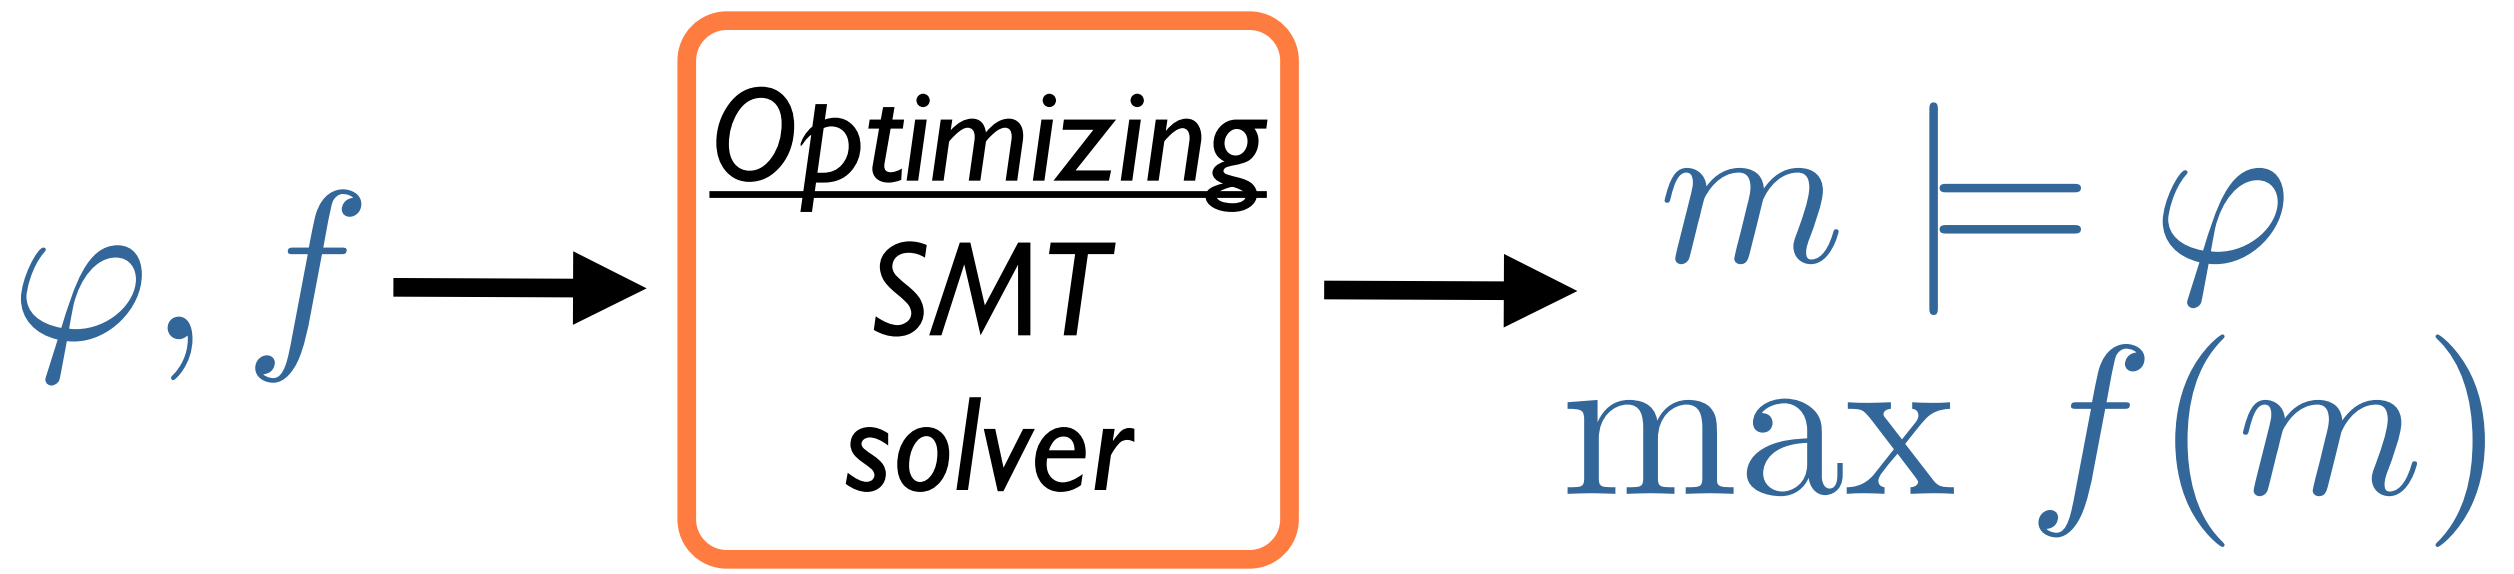 φ, f
Optimizing
SMT
solver
m ⊨ φ
max f(m)